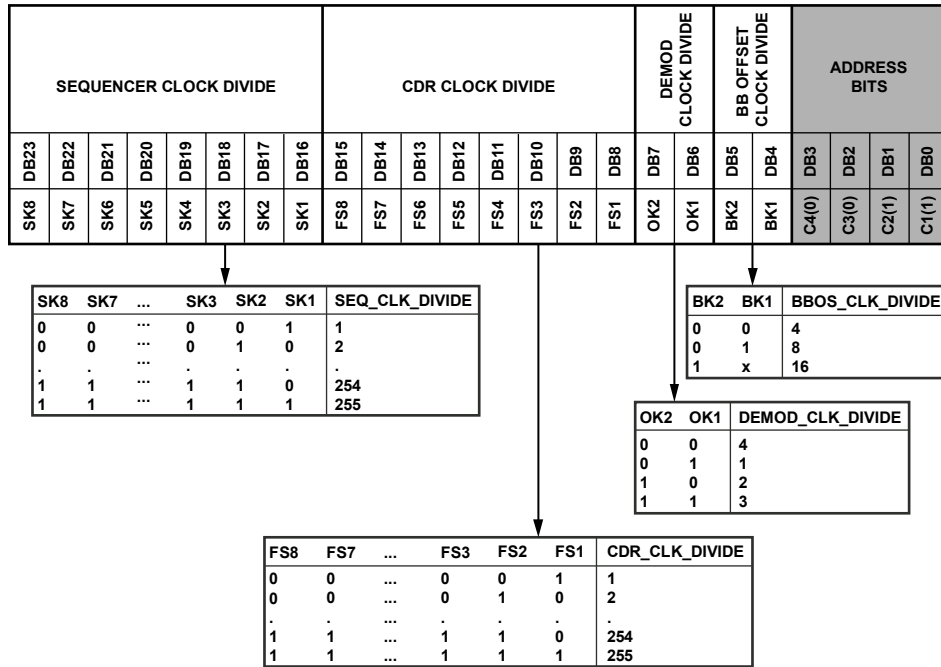 SEQUENCER CLOCK DIVIDE
CDR CLOCK DIVIDE
DEMOD
CLOCK DIVIDE
BB OFFSET
CLOCK DIVIDE
ADDRESS
BITS
DB23 DB22 DB21 DB20 DB19 DB18 DB17 DB16 DB15 DB14 DB13 DB12 DB11 DB10 DB9 DB8 DB7 DB6 DB5 DB4 DB3 DB2 DB1 DB0
SK8 SK7 SK6 SK5 SK4 SK3 SK2 SK1 FS8 FS7 FS6 FS5 FS4 FS3 FS2 FS1 OK2 OK1 BK2 BK1 C4(0) C3(0) C2(1) C1(1)
SK8 SK7 ... SK3 SK2 SK1 SEQ_CLK_DIVIDE
0 0 ... 0 0 1 1
0 0 ... 0 1 0 2
. . ... . . . .
1 1 ... 1 1 0 254
1 1 ... 1 1 1 255
BK2 BK1 BBOS_CLK_DIVIDE
0 0 4
0 1 8
1 x 16
OK2 OK1 DEMOD_CLK_DIVIDE
0 0 4
0 1 1
1 0 2
1 1 3
FS8 FS7 ... FS3 FS2 FS1 CDR_CLK_DIVIDE
0 0 ... 0 0 1 1
0 0 ... 0 1 0 2
. . ... . . . .
1 1 ... 1 1 0 254
1 1 ... 1 1 1 255